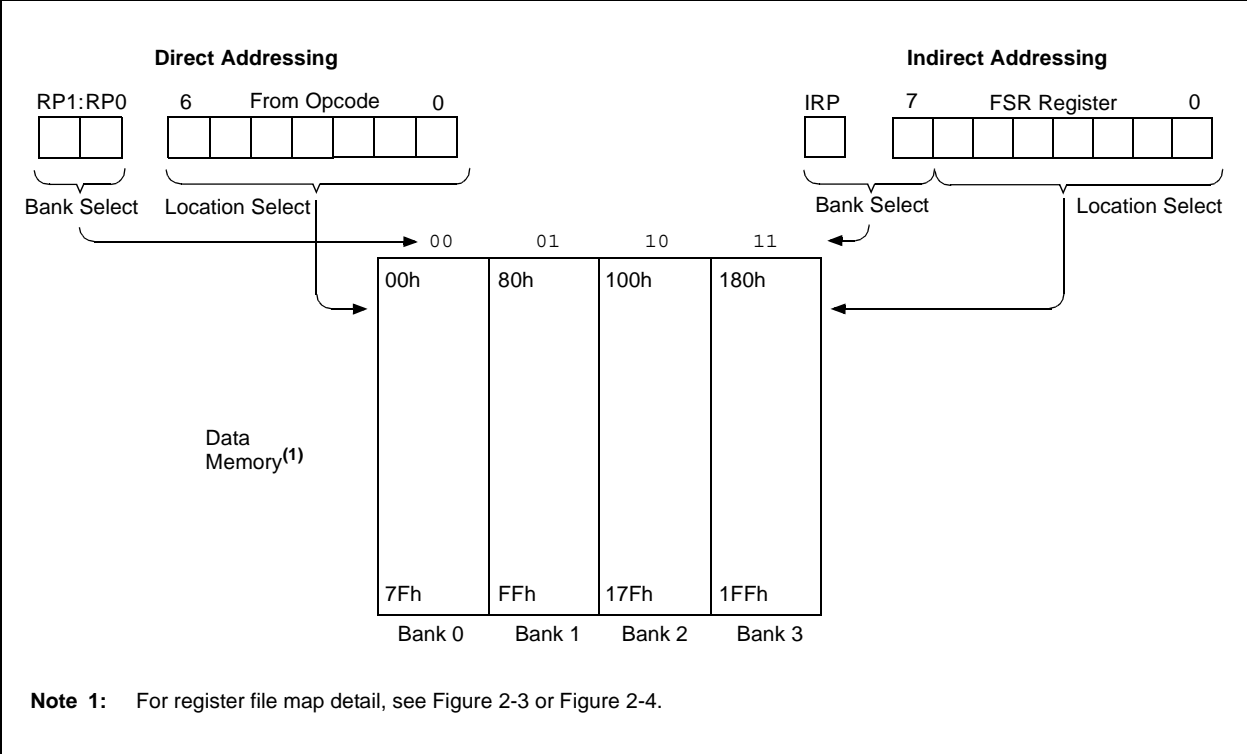 Direct Addressing
Indirect Addressing
RP1:RP0 6 From Opcode 0
IRP 7 FSR Register 0
Bank Select Location Select
Bank Select Location Select
00 01 10 11
00h 80h 100h 180h
Data
Memory(1)
7Fh FFh 17Fh 1FFh
Bank 0 Bank 1 Bank 2 Bank 3
Note 1: For register file map detail, see Figure 2-3 or Figure 2-4.